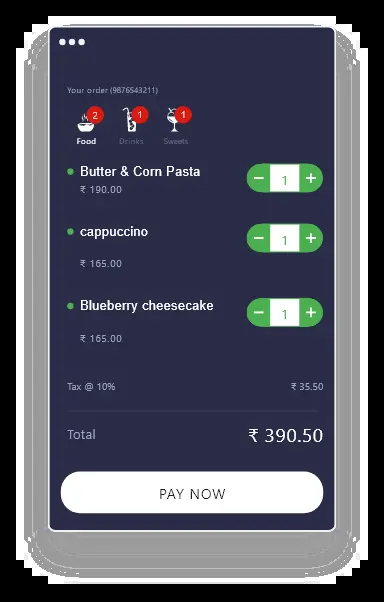 Your order (9876543211)
2 1 1
Food Drinks Sweets
Butter & Corn Pasta
₹ 190.00
− 1 +
cappuccino
₹ 165.00
− 1 +
Blueberry cheesecake
₹ 165.00
− 1 +
Tax @ 10% ₹ 35.50
Total ₹ 390.50
PAY NOW